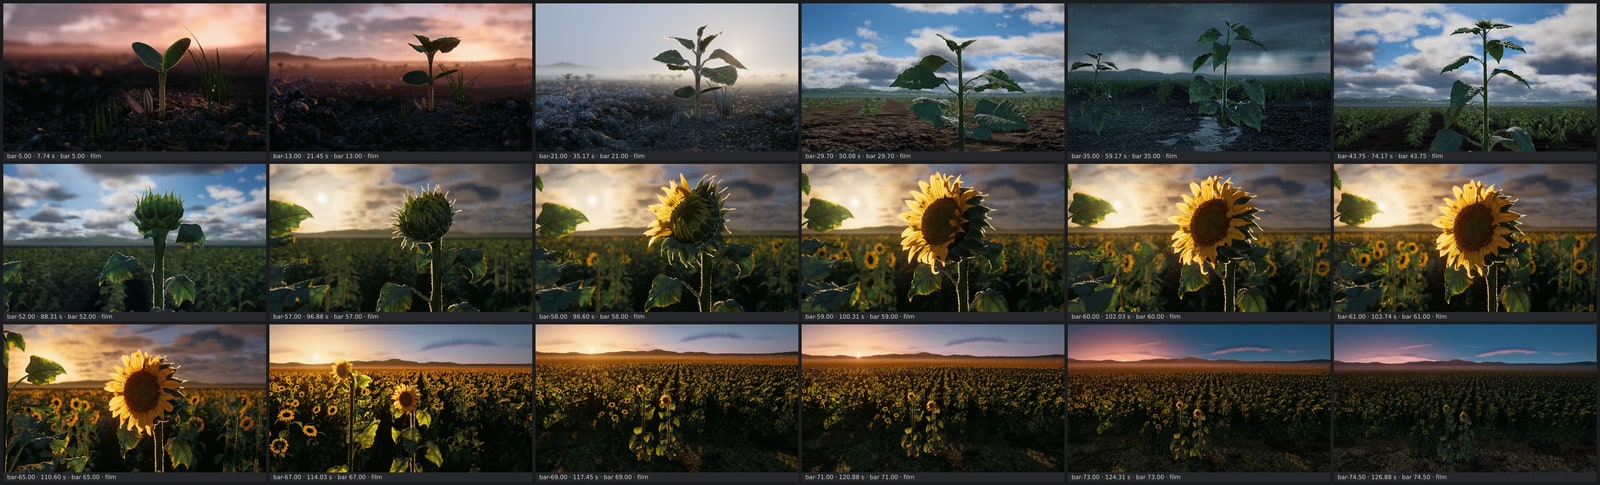 bar-5.00 · 7.74 s · bar 5.00 · film
bar-13.00 · 21.45 s · bar 13.00 · film
bar-21.00 · 35.17 s · bar 21.00 · film
bar-29.70 · 50.08 s · bar 29.70 · film
bar-35.00 · 59.17 s · bar 35.00 · film
bar-43.75 · 74.17 s · bar 43.75 · film
bar-52.00 · 88.31 s · bar 52.00 · film
bar-57.00 · 96.88 s · bar 57.00 · film
bar-58.00 · 98.60 s · bar 58.00 · film
bar-59.00 · 100.31 s · bar 59.00 · film
bar-60.00 · 102.03 s · bar 60.00 · film
bar-61.00 · 103.74 s · bar 61.00 · film
bar-65.00 · 110.60 s · bar 65.00 · film
bar-67.00 · 114.03 s · bar 67.00 · film
bar-69.00 · 117.45 s · bar 69.00 · film
bar-71.00 · 120.88 s · bar 71.00 · film
bar-73.00 · 124.31 s · bar 73.00 · film
bar-74.50 · 126.88 s · bar 74.50 · film